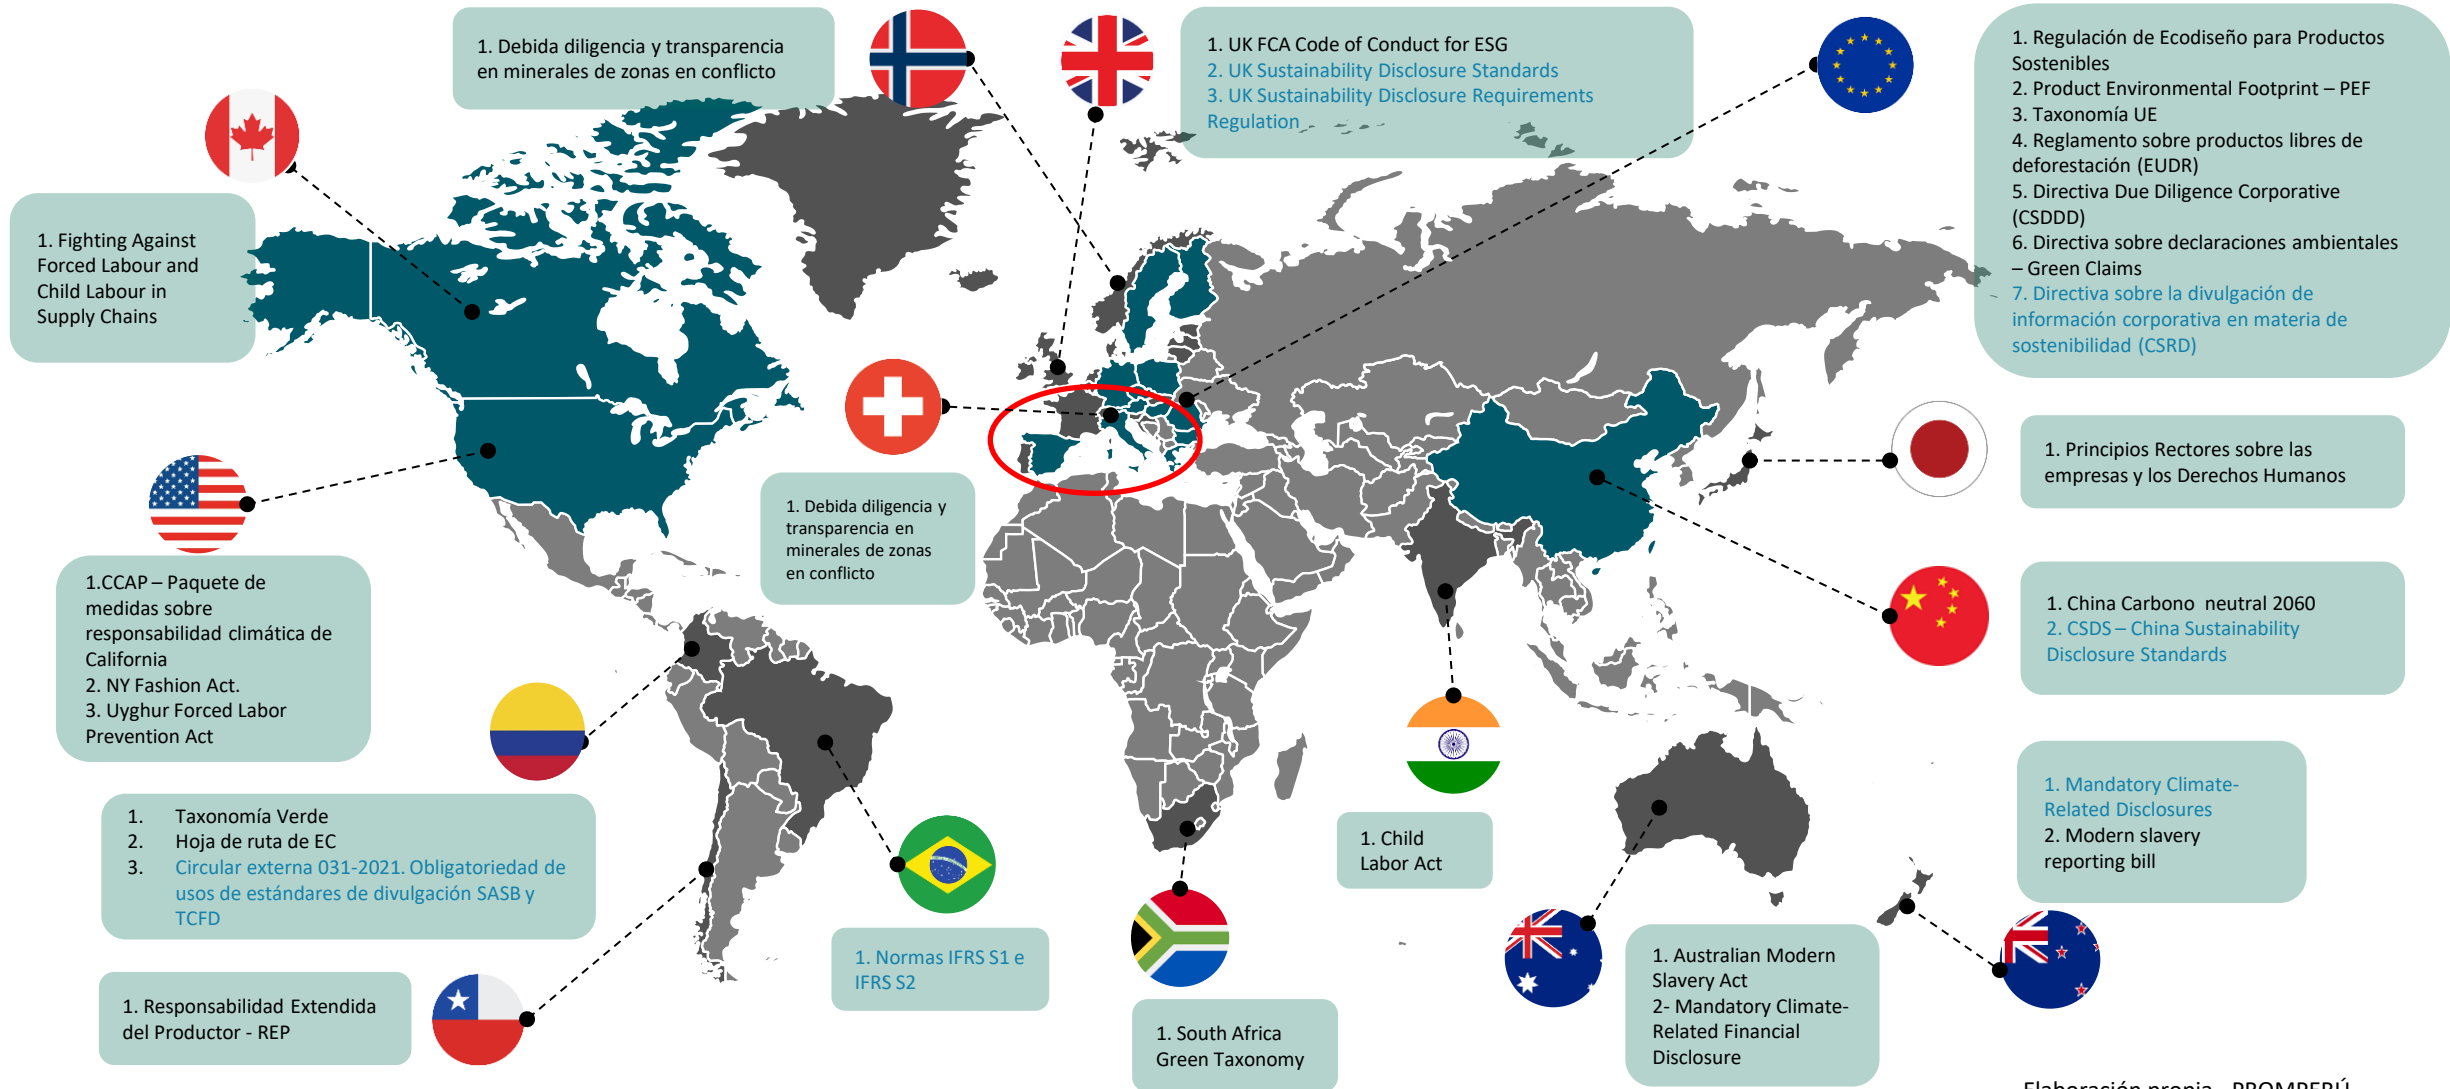 1. Debida diligencia y transparencia
en minerales de zonas en conflicto
1. UK FCA Code of Conduct for ESG
2. UK Sustainability Disclosure Standards
3. UK Sustainability Disclosure Requirements
Regulation
1. Regulación de Ecodiseño para Productos
Sostenibles
2. Product Environmental Footprint – PEF
3. Taxonomía UE
4. Reglamento sobre productos libres de
deforestación (EUDR)
5. Directiva Due Diligence Corporative
(CSDDD)
6. Directiva sobre declaraciones ambientales
– Green Claims
7. Directiva sobre la divulgación de
información corporativa en materia de
sostenibilidad (CSRD)
1. Fighting Against
Forced Labour and
Child Labour in
Supply Chains
1. Principios Rectores sobre las
empresas y los Derechos Humanos
1. Debida diligencia y
transparencia en
minerales de zonas
en conflicto
1.CCAP – Paquete de
medidas sobre
responsabilidad climática de
California
2. NY Fashion Act.
3. Uyghur Forced Labor
Prevention Act
1. China Carbono neutral 2060
2. CSDS – China Sustainability
Disclosure Standards
1. Mandatory Climate-
Related Disclosures
2. Modern slavery
reporting bill
1. Taxonomía Verde
2. Hoja de ruta de EC
3. Circular externa 031-2021. Obligatoriedad de
usos de estándares de divulgación SASB y
TCFD
1. Child
Labor Act
1. Normas IFRS S1 e
IFRS S2
1. Australian Modern
Slavery Act
2- Mandatory Climate-
Related Financial
Disclosure
1. Responsabilidad Extendida
del Productor - REP
1. South Africa
Green Taxonomy
Elaboración propia - PROMPERÚ